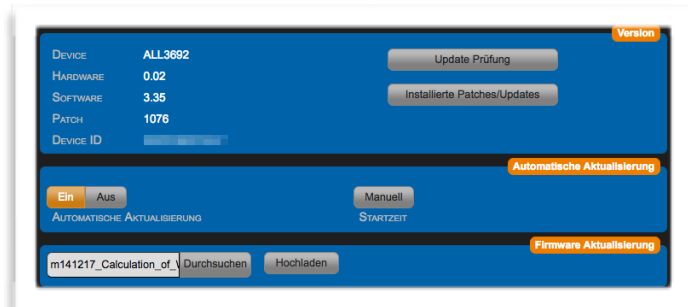 Version
Device ALL3692
Update Prüfung
Hardware 0.02
Software 3.35
Installierte Patches/Updates
Patch 1076
Device ID
Automatische Aktualisierung
Ein Aus Manuell
Automatische Aktualisierung Startzeit
Firmware Aktualisierung
m141217_Calculation_of_ Durchsuchen Hochladen